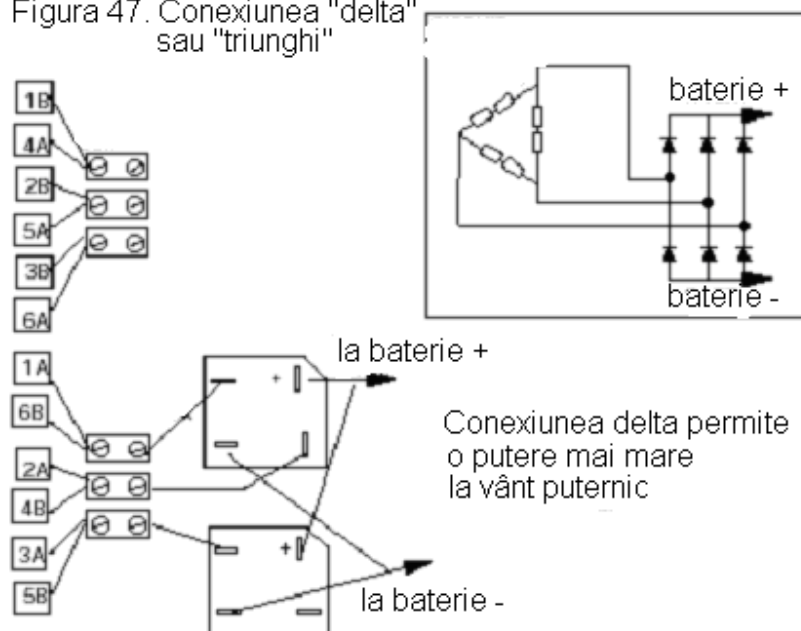 Figura 47. Conexiunea "delta"
sau "triunghi"
baterie +
baterie -
1B
4A
2B
5A
3B
6A
1A
6B
2A
4B
3A
5B
+
+
la baterie +
la baterie -
Conexiunea delta permite
o putere mai mare
la vânt puternic